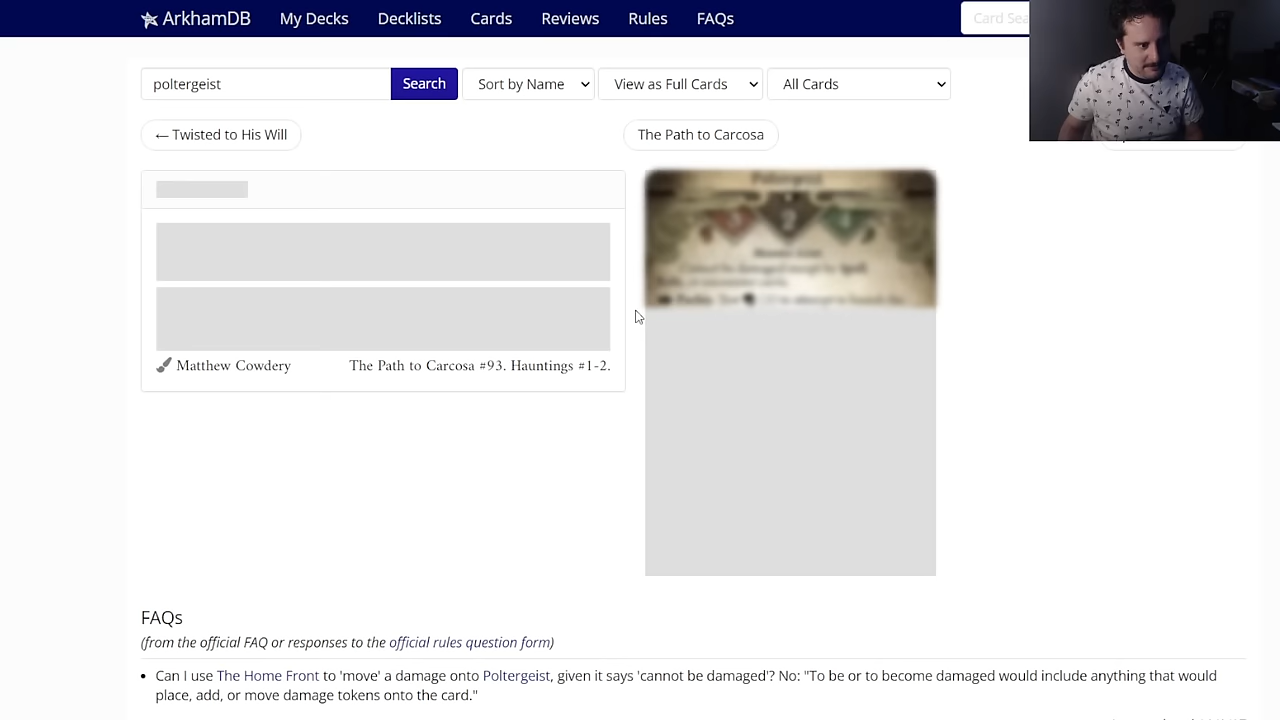 ArkhamDB My Decks Decklists Cards Reviews Rules FAQs Card Sea
poltergeist Search Sort by Name View as Full Cards All Cards
← Twisted to His Will The Path to Carcosa
Poltergeist
2
Matthew Cowdery The Path to Carcosa #93. Hauntings #1-2.
FAQs
(from the official FAQ or responses to the official rules question form)
• Can I use The Home Front to 'move' a damage onto Poltergeist, given it says 'cannot be damaged'? No: "To be or to become damaged would include anything that would
place, add, or move damage tokens onto the card."